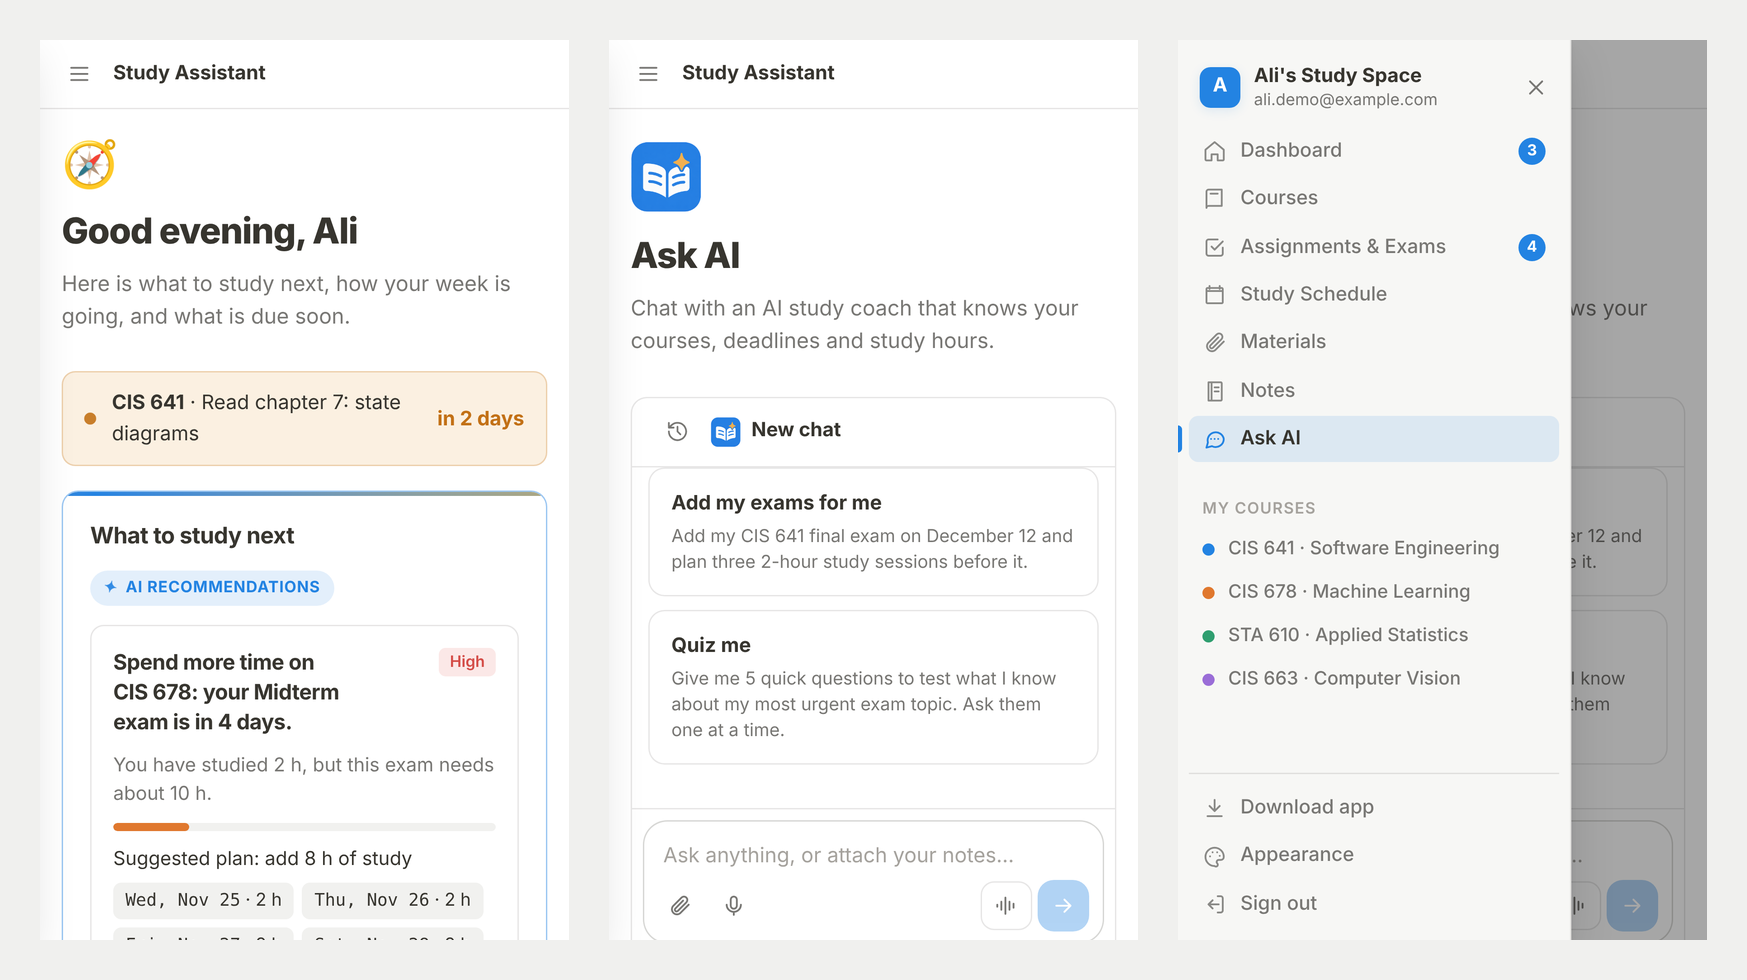 Study Assistant
Good evening, Ali
Here is what to study next, how your week is
going, and what is due soon.
CIS 641 · Read chapter 7: state
diagrams
in 2 days
What to study next
AI RECOMMENDATIONS
Spend more time on
CIS 678: your Midterm
exam is in 4 days.
High
You have studied 2 h, but this exam needs
about 10 h.
Suggested plan: add 8 h of study
Wed, Nov 25 · 2 h
Thu, Nov 26 · 2 h
Study Assistant
Ask AI
Chat with an AI study coach that knows your
courses, deadlines and study hours.
New chat
Add my exams for me
Add my CIS 641 final exam on December 12 and
plan three 2-hour study sessions before it.
Quiz me
Give me 5 quick questions to test what I know
about my most urgent exam topic. Ask them
one at a time.
Ask anything, or attach your notes...
A
Ali's Study Space
ali.demo@example.com
Dashboard
3
Courses
Assignments & Exams
4
Study Schedule
Materials
Notes
Ask AI
MY COURSES
CIS 641 · Software Engineering
CIS 678 · Machine Learning
STA 610 · Applied Statistics
CIS 663 · Computer Vision
Download app
Appearance
Sign out
ws your
er 12 and
e it.
I know
them